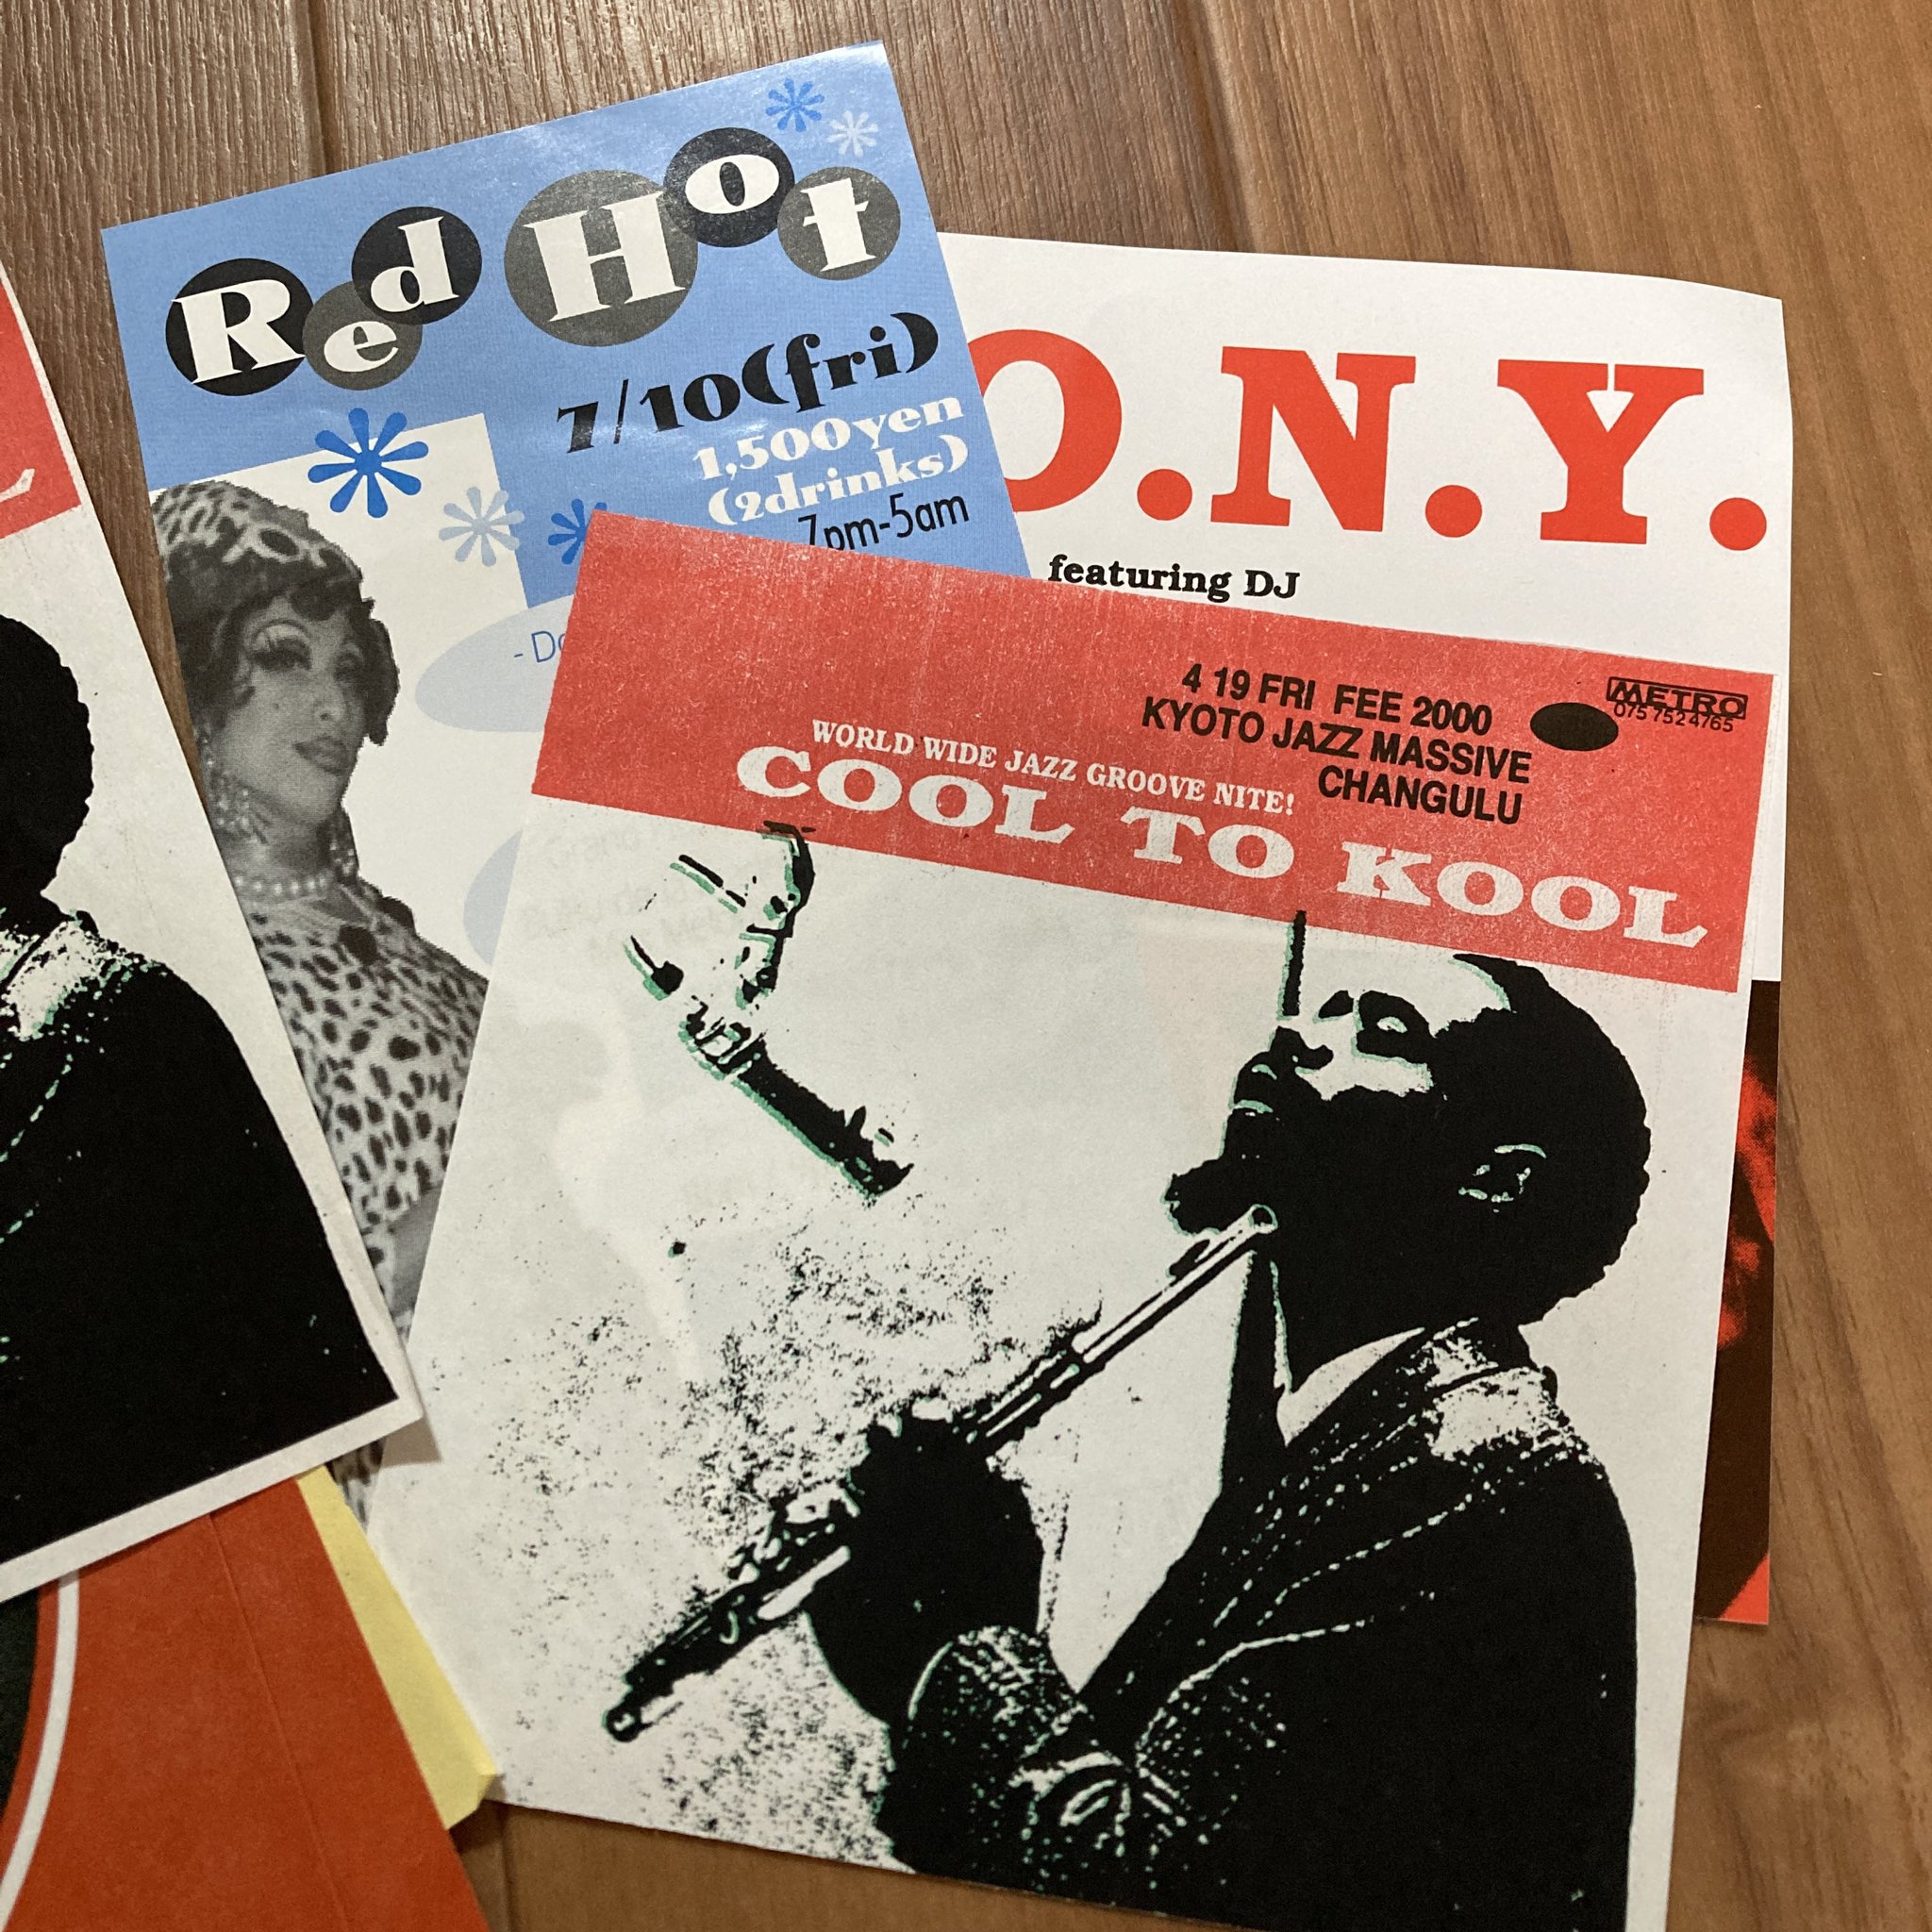 Red Hot
7/10(fri)
1,500yen
(2drinks)
7pm-5am
O.N.Y.
featuring DJ
4 19 FRI FEE 2000
KYOTO JAZZ MASSIVE
CHANGULU
METRO
075 752 4765
WORLD WIDE JAZZ GROOVE NITE!
COOL TO KOOL
L